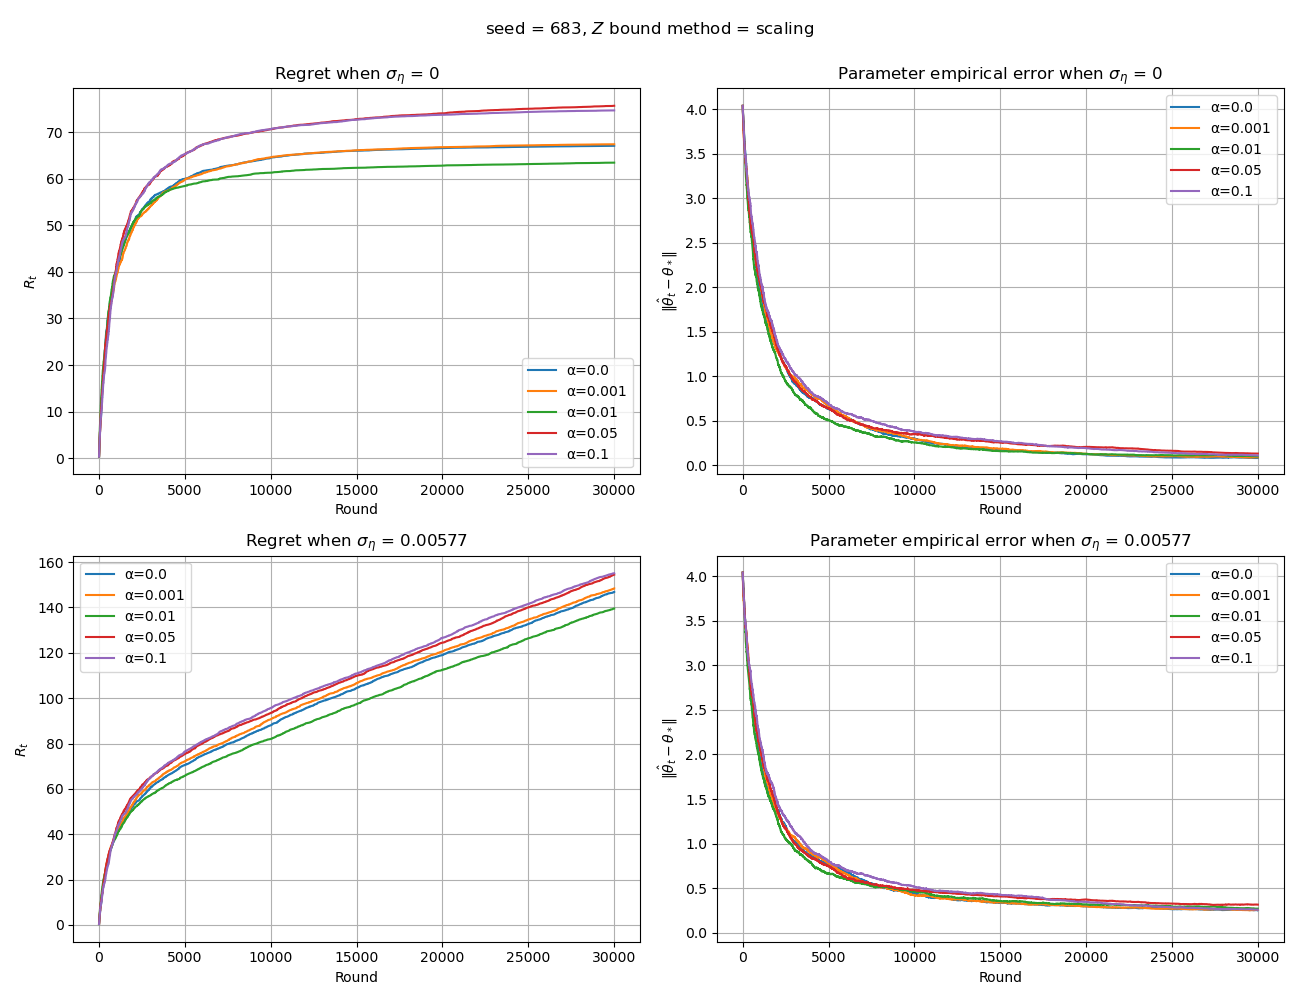 seed = 683, Z bound method = scaling
Regret when σ_η = 0
R_t
70
60
50
40
30
20
10
0
α=0.0
α=0.001
α=0.01
α=0.05
α=0.1
0 5000 10000 15000 20000 25000 30000
Round
Parameter empirical error when σ_η = 0
‖θ̂_t − θ_*‖
4.0
3.5
3.0
2.5
2.0
1.5
1.0
0.5
0.0
α=0.0
α=0.001
α=0.01
α=0.05
α=0.1
0 5000 10000 15000 20000 25000 30000
Round
Regret when σ_η = 0.00577
R_t
160
140
120
100
80
60
40
20
0
α=0.0
α=0.001
α=0.01
α=0.05
α=0.1
0 5000 10000 15000 20000 25000 30000
Round
Parameter empirical error when σ_η = 0.00577
‖θ̂_t − θ_*‖
4.0
3.5
3.0
2.5
2.0
1.5
1.0
0.5
0.0
α=0.0
α=0.001
α=0.01
α=0.05
α=0.1
0 5000 10000 15000 20000 25000 30000
Round